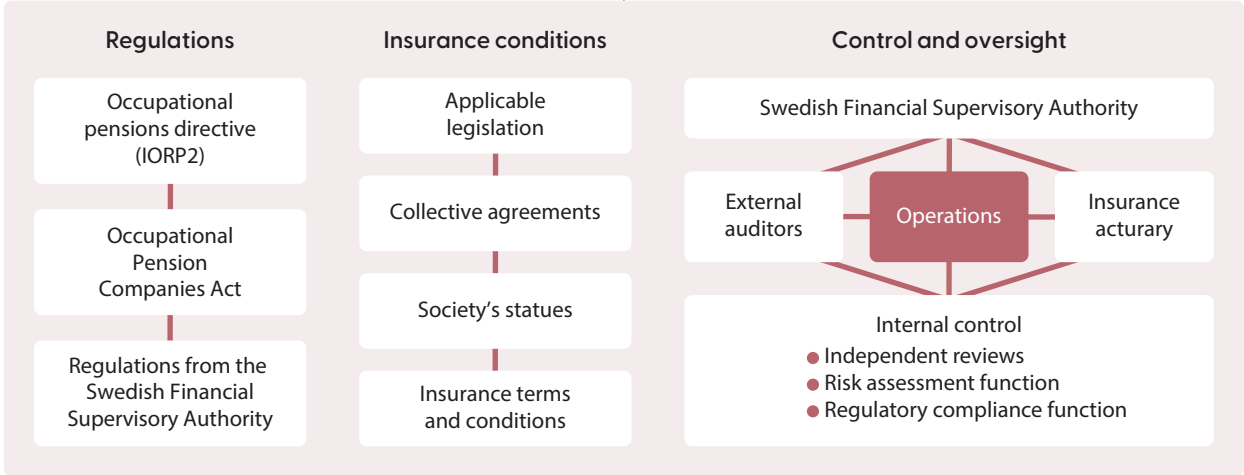 Regulations
Occupational
pensions directive
(IORP2)
Occupational
Pension
Companies Act
Regulations from the
Swedish Financial
Supervisory Authority
Insurance conditions
Applicable
legislation
Collective agreements
Society's statues
Insurance terms
and conditions
Control and oversight
Swedish Financial Supervisory Authority
External
auditors
Operations
Insurance
acturary
Internal control
● Independent reviews
● Risk assessment function
● Regulatory compliance function